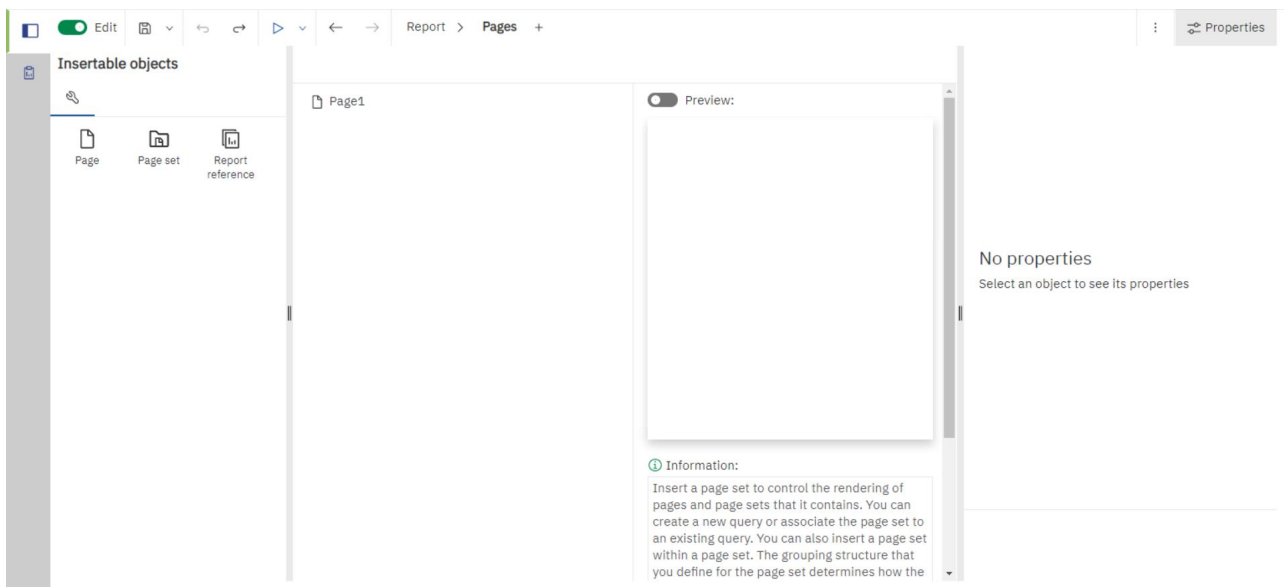 Edit
Report > Pages +
Properties
Insertable objects
Page
Page set
Report
reference
Page1
Preview:
Information:
Insert a page set to control the rendering of
pages and page sets that it contains. You can
create a new query or associate the page set to
an existing query. You can also insert a page set
within a page set. The grouping structure that
you define for the page set determines how the
No properties
Select an object to see its properties